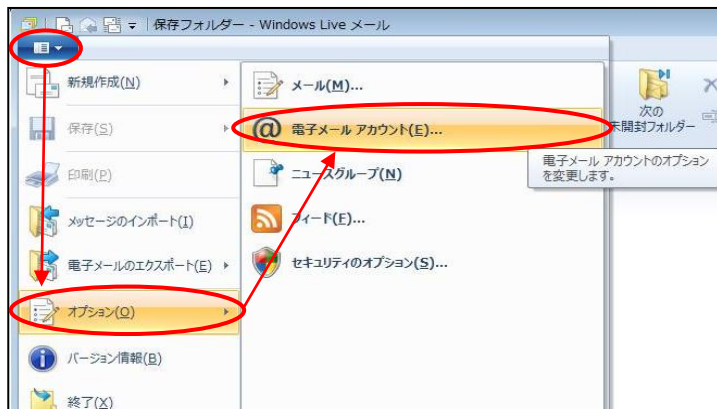 保存フォルダー - Windows Live メール
新規作成(N)
保存(S)
印刷(P)
メッセージのインポート(I)
電子メールのエクスポート(E)
オプション(O)
バージョン情報(B)
終了(X)
メール(M)...
電子メール アカウント(E)...
ニュースグループ(N)
フィード(F)...
セキュリティのオプション(S)...
次の
未開封フォルダー
電子メール アカウントのオプション
を変更します。